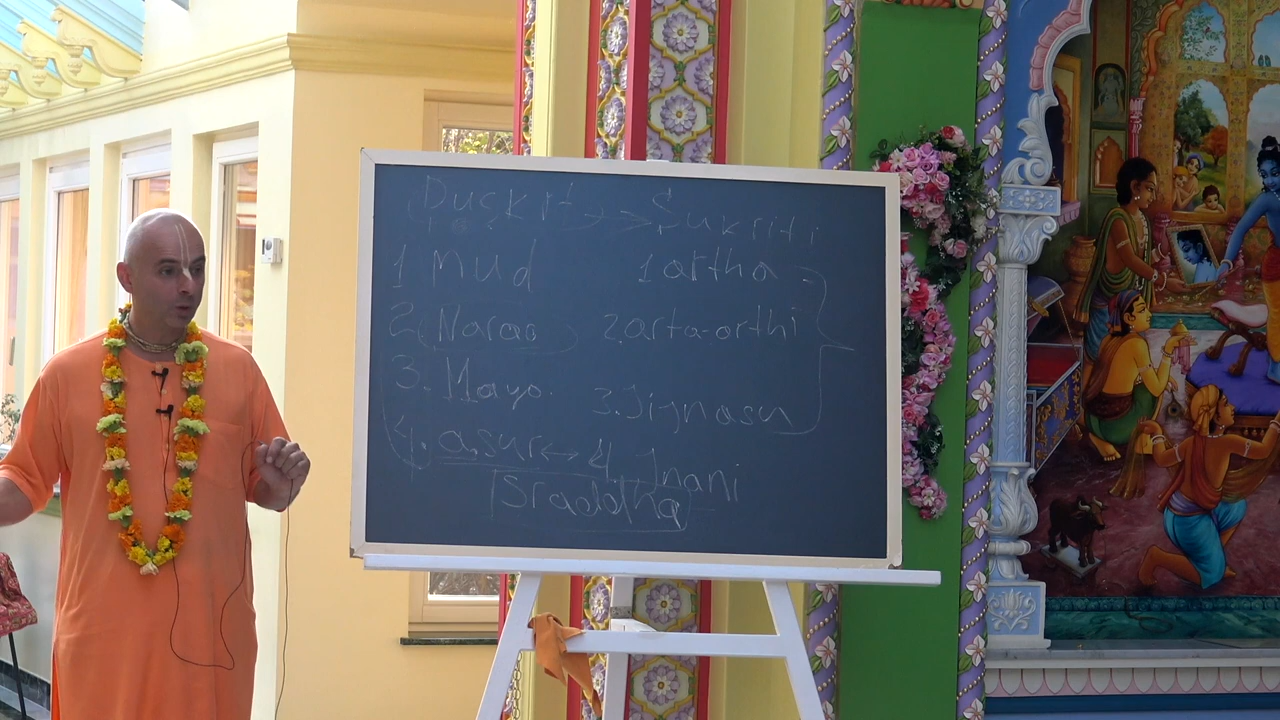 Duskrt Sukriti
1 Mud 1 artha
2. Narao 2. arta-orthi
3. Mayo. 3. Jijnasu
4. asur ↔ 4. Jnani
Sraddha